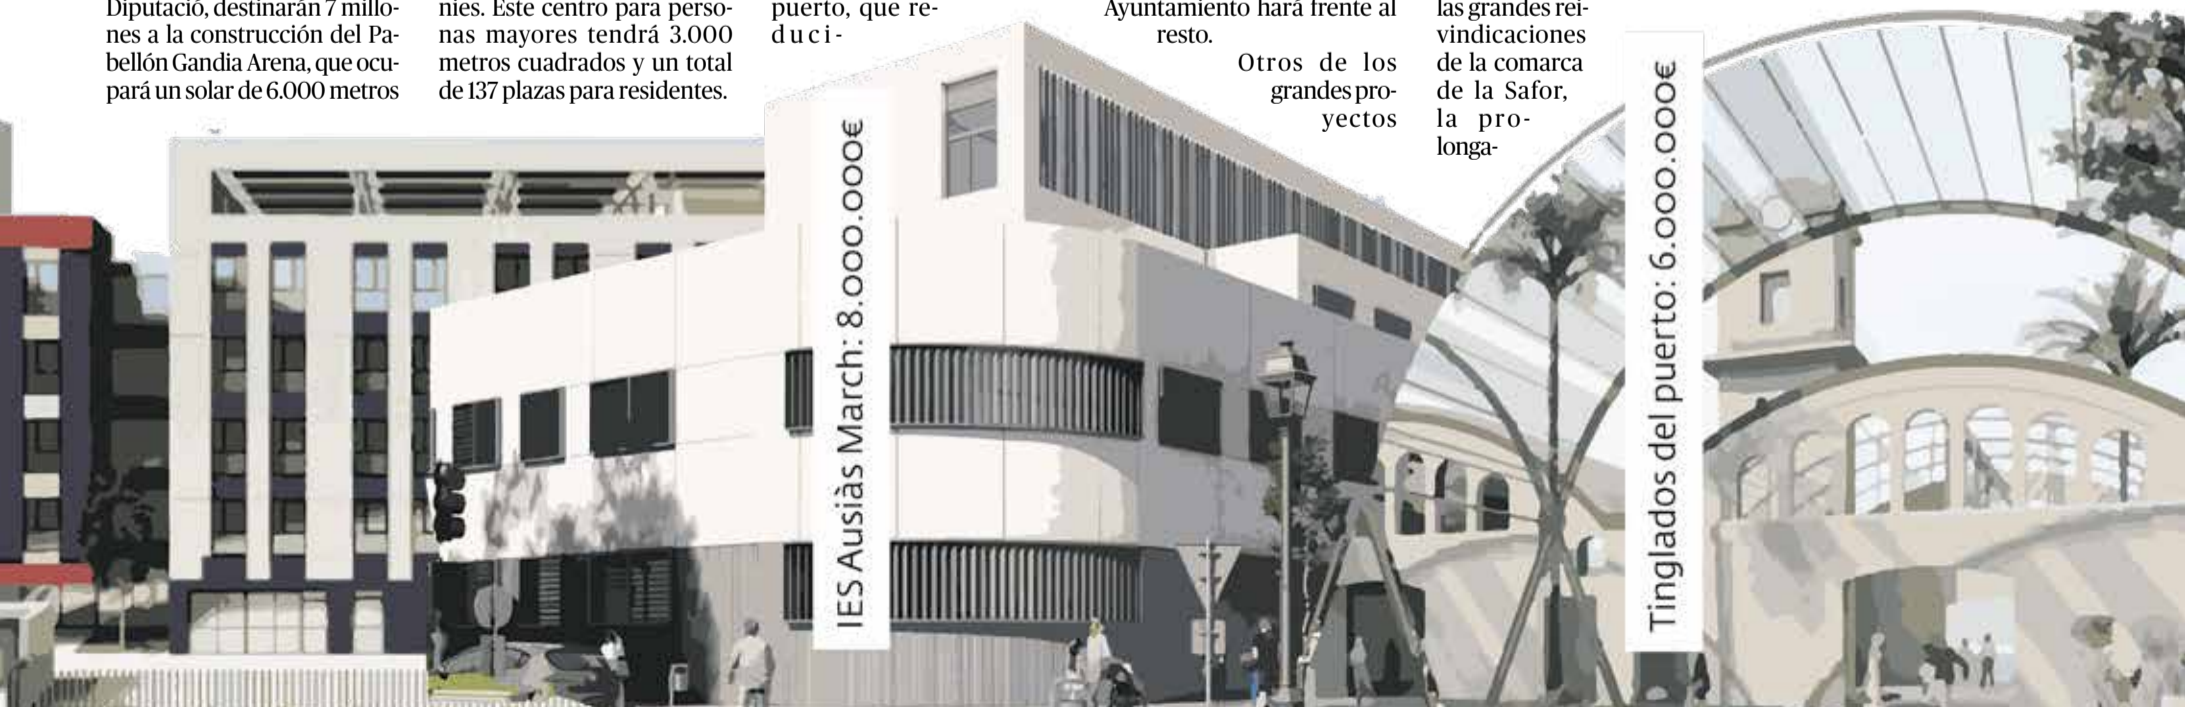 Diputació, destinarán 7 millo-
nes a la construcción del Pa-
bellón Gandia Arena, que ocu-
pará un solar de 6.000 metros
nies. Este centro para perso-
nas mayores tendrá 3.000
metros cuadrados y un total
de 137 plazas para residentes.
puerto, que re-
duci-
Ayuntamiento hará frente al
resto.
Otros de los
grandes pro-
yectos
las grandes rei-
vindicaciones
de la comarca
de la Safor,
la pro-
longa-
IES Ausiàs March: 8.000.000€
Tinglados del puerto: 6.000.000€